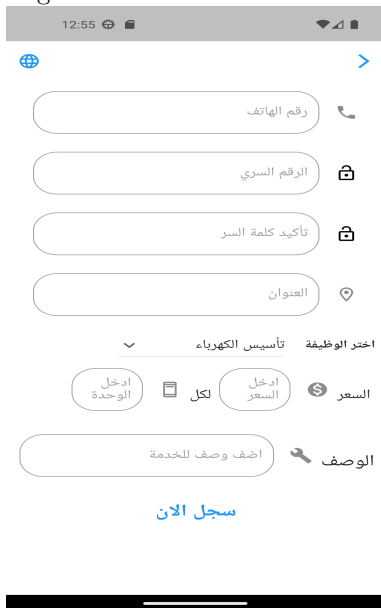 12:55
رقم الهاتف
الرقم السري
تأكيد كلمة السر
العنوان
اختر الوظيفة تأسيس الكهرباء
السعر ادخل السعر لكل ادخل الوحدة
الوصف اضف وصف للخدمة
سجل الان